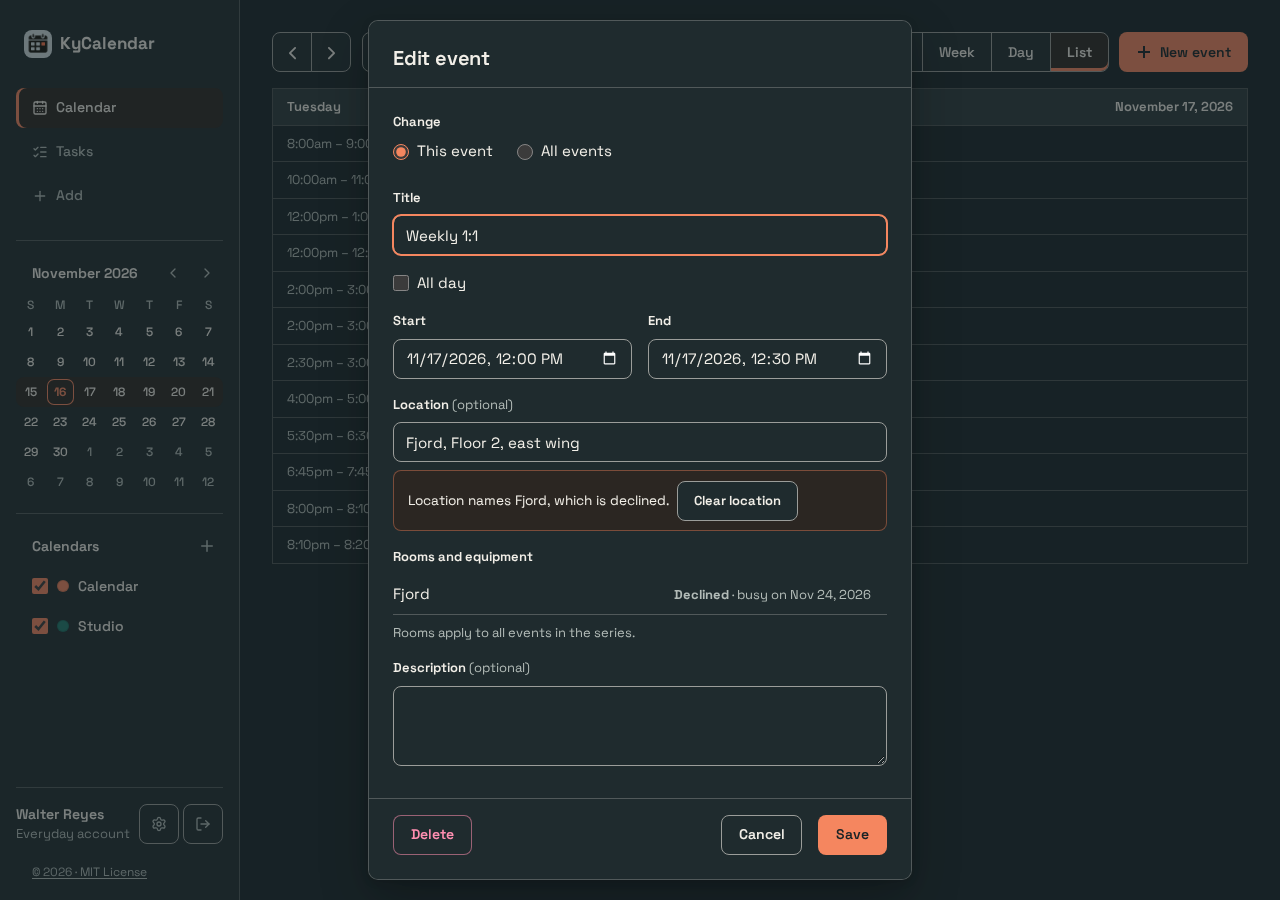 KyCalendar
Calendar
Tasks
Add
November 2026
S M T W T F S
1 2 3 4 5 6 7
8 9 10 11 12 13 14
15 16 17 18 19 20 21
22 23 24 25 26 27 28
29 30 1 2 3 4 5
6 7 8 9 10 11 12
Calendars
Calendar
Studio
Walter Reyes
Everyday account
© 2026 · MIT License
Week Day List New event
Tuesday November 17, 2026
8:00am – 9:00
10:00am – 11:
12:00pm – 1:0
12:00pm – 12:
2:00pm – 3:0
2:00pm – 3:0
2:30pm – 3:0
4:00pm – 5:0
5:30pm – 6:3
6:45pm – 7:45
8:00pm – 8:10
8:10pm – 8:20
Edit event
Change
This event All events
Title
Weekly 1:1
All day
Start End
11/17/2026, 12:00 PM 11/17/2026, 12:30 PM
Location (optional)
Fjord, Floor 2, east wing
Location names Fjord, which is declined. Clear location
Rooms and equipment
Fjord Declined · busy on Nov 24, 2026
Rooms apply to all events in the series.
Description (optional)
Delete Cancel Save